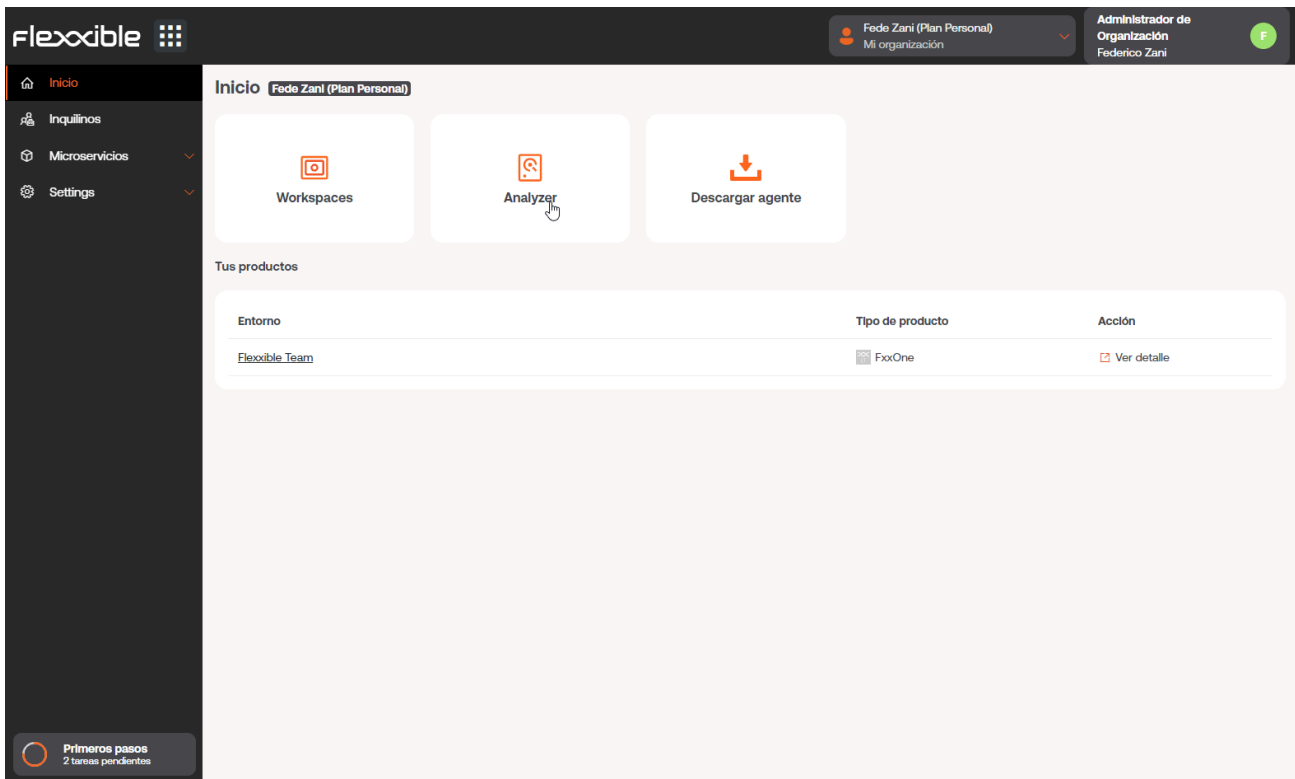 Flexxible
Fede Zani (Plan Personal)
Mi organización
Administrador de
Organización
Federico Zani
F
Inicio
Inquilinos
Microservicios
Settings
Inicio Fede Zani (Plan Personal)
Workspaces
Analyzer
Descargar agente
Tus productos
Entorno Tipo de producto Acción
Flexxible Team FxxOne Ver detalle
Primeros pasos
2 tareas pendientes